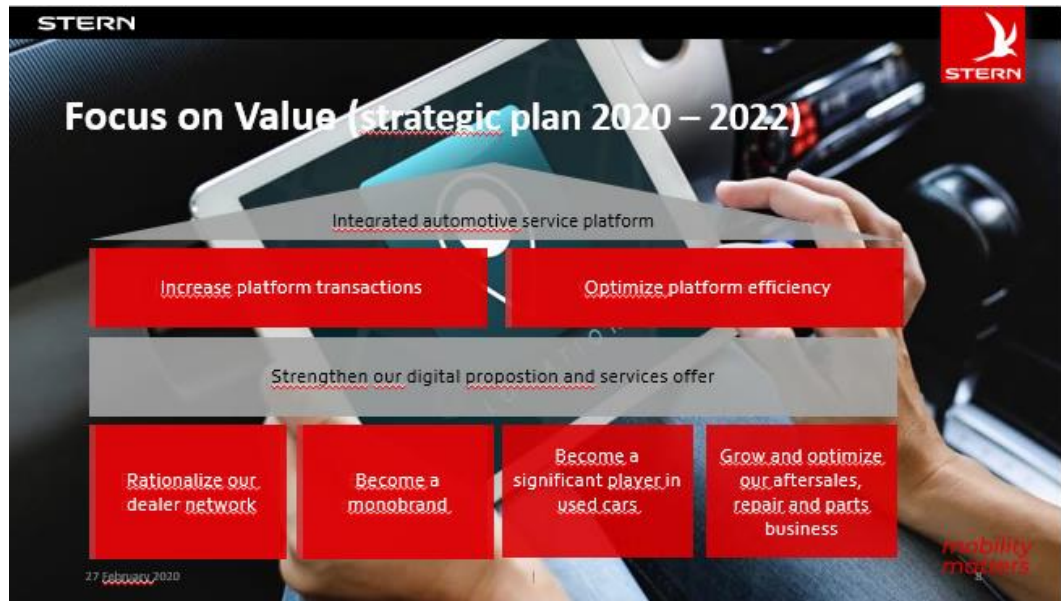 STERN
STERN
Focus on Value (strategic plan 2020 – 2022)
Integrated automotive service platform
Increase platform transactions
Optimize platform efficiency
Strengthen our digital propostion and services offer
Rationalize our
dealer network
Become a
monobrand
Become a
significant player in
used cars
Grow and optimize
our aftersales,
repair and parts
business
mobility
matters
27 February 2020
8